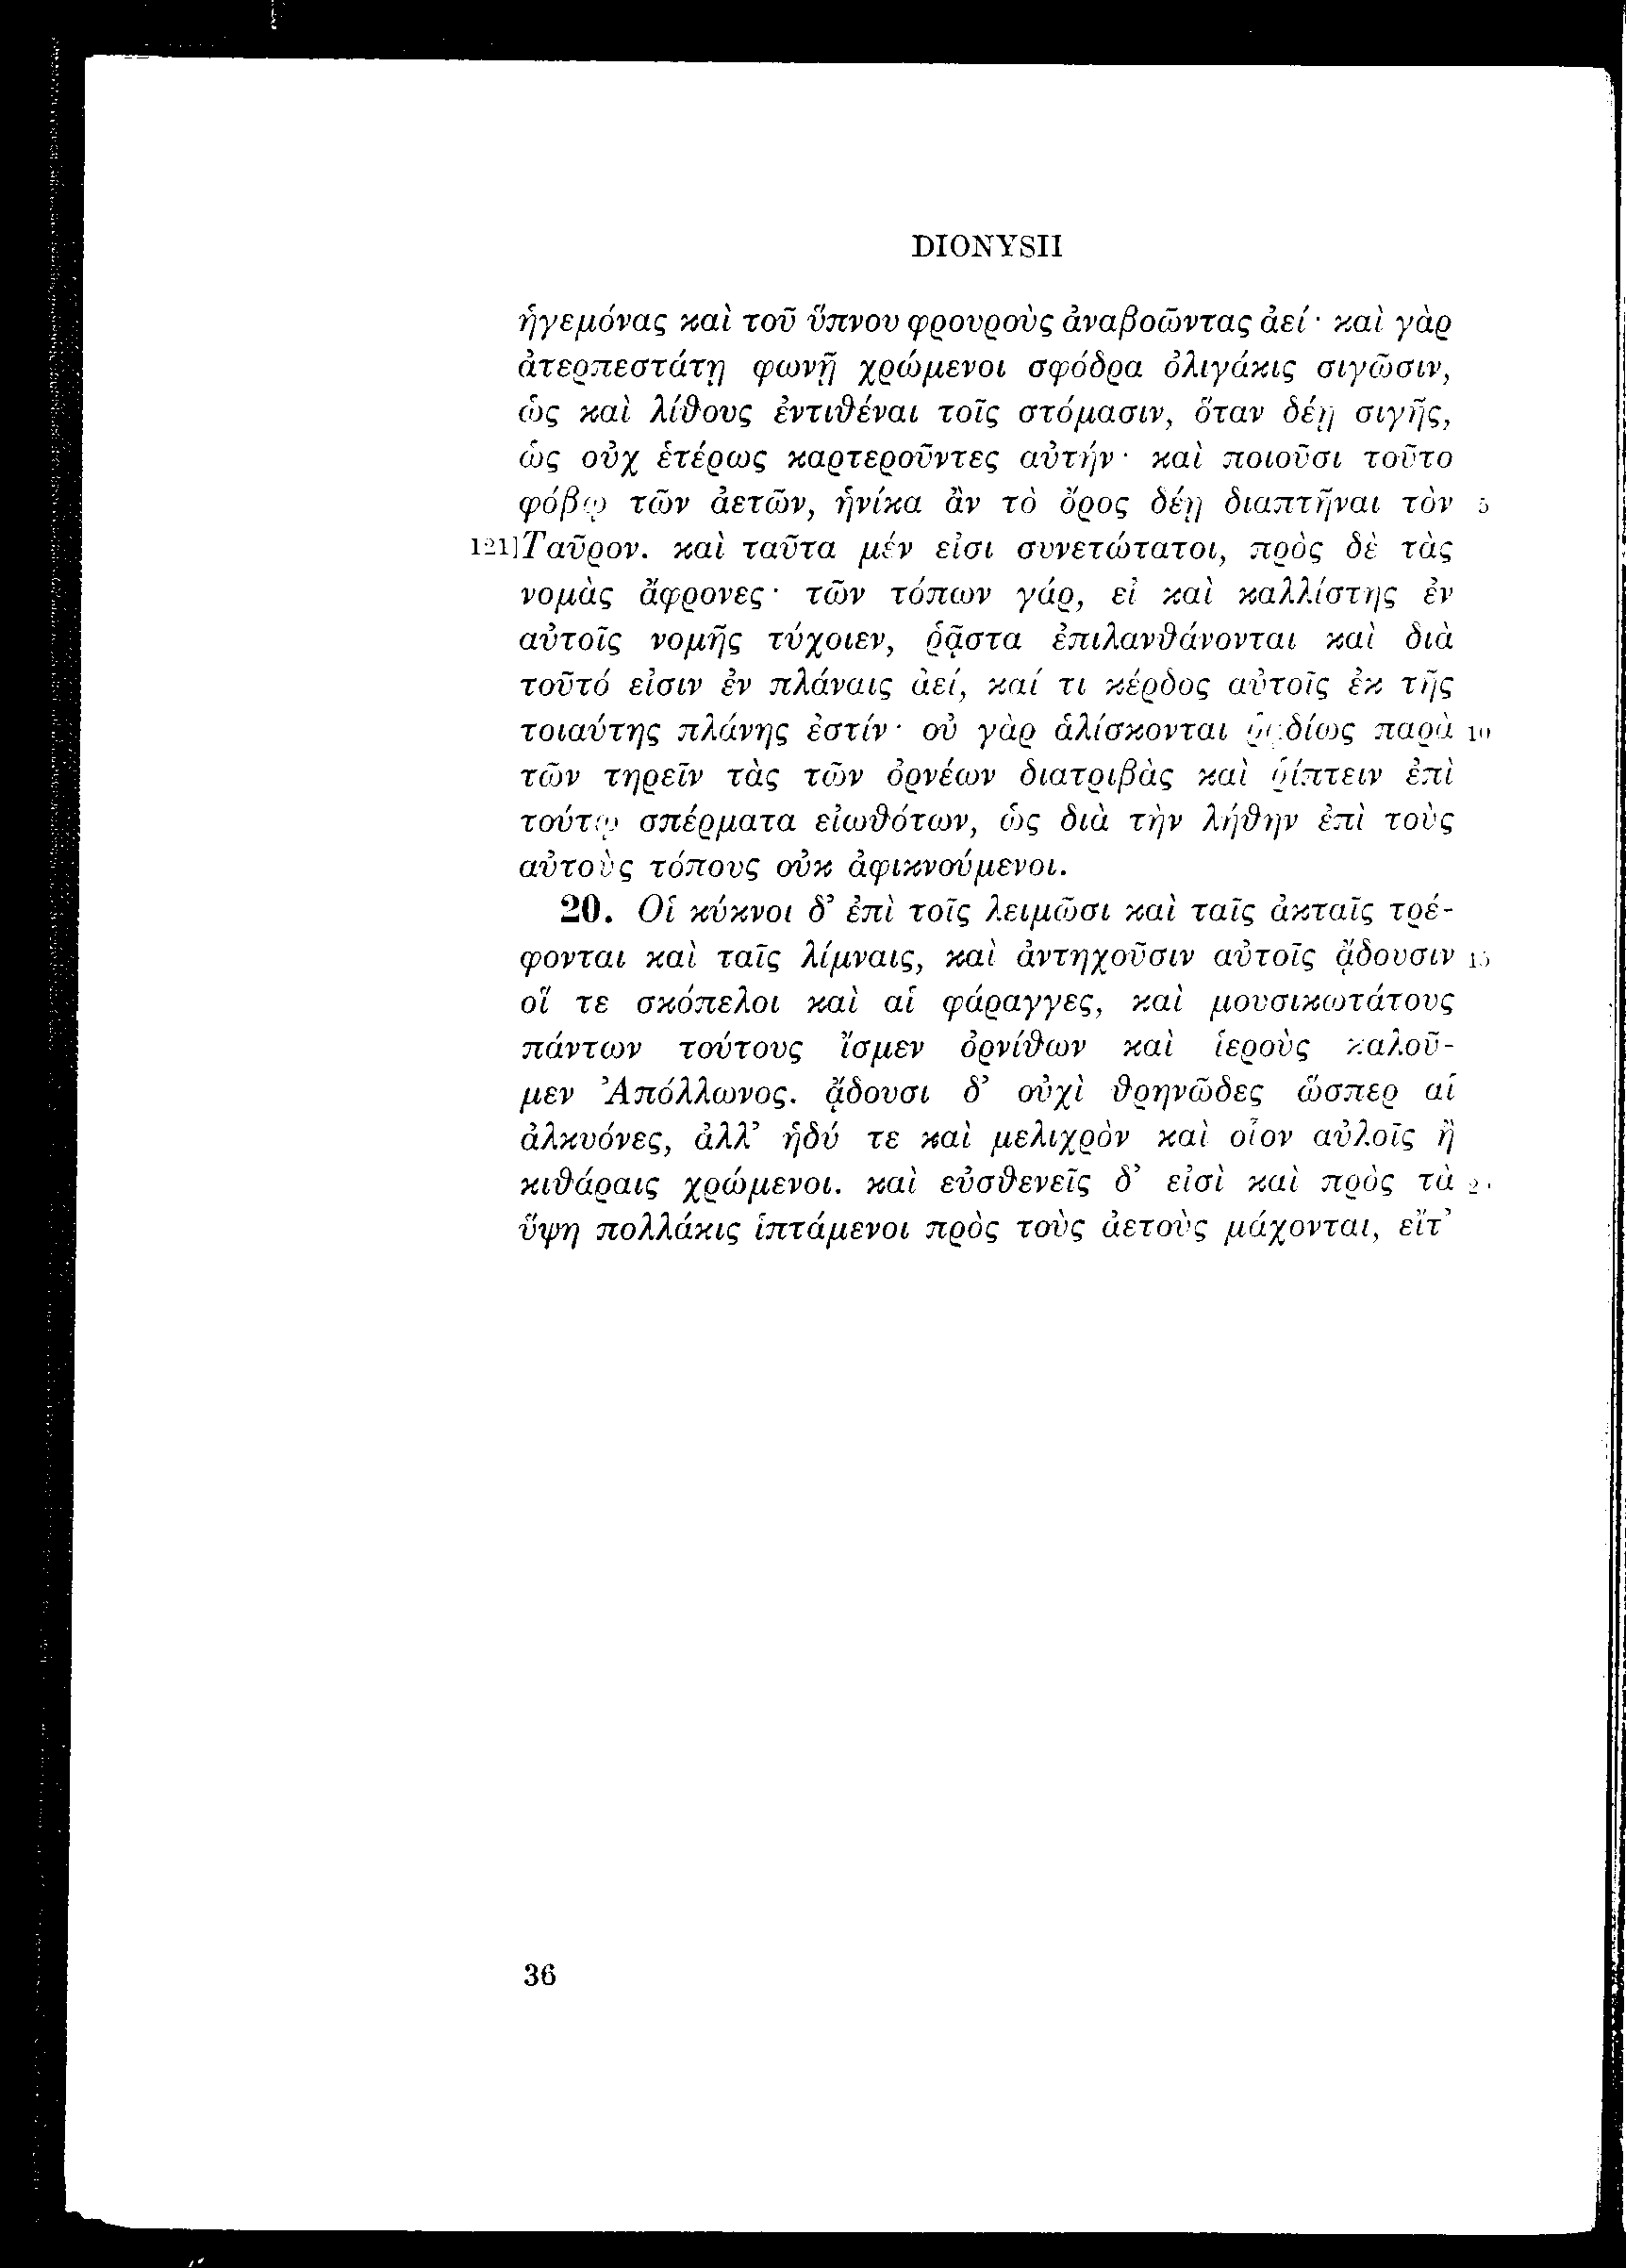 DIONYSII
ἡγεμόνας καὶ τοῦ ὕπνου φρουροὺς ἀναβοῶντας ἀεί· καὶ γὰρ
ἀτερπεστάτῃ φωνῇ χρώμενοι σφόδρα ὀλιγάκις σιγῶσιν,
ὡς καὶ λίθους ἐντιθέναι τοῖς στόμασιν, ὅταν δέῃ σιγῆς,
ὡς οὐχ ἑτέρως καρτεροῦντες αὐτήν· καὶ ποιοῦσι τοῦτο
φόβῳ τῶν ἀετῶν, ἡνίκα ἂν τὸ ὄρος δέῃ διαπτῆναι τὸν 5
121] Ταῦρον. καὶ ταῦτα μέν εἰσι συνετώτατοι, πρὸς δὲ τὰς
νομὰς ἄφρονες· τῶν τόπων γάρ, εἰ καὶ καλλίστης ἐν
αὐτοῖς νομῆς τύχοιεν, ῥᾷστα ἐπιλανθάνονται καὶ διὰ
τοῦτό εἰσιν ἐν πλάναις ἀεί, καί τι κέρδος αὐτοῖς ἐκ τῆς
τοιαύτης πλάνης ἐστίν· οὐ γὰρ ἁλίσκονται ῥᾳδίως παρὰ 10
τῶν τηρεῖν τὰς τῶν ὀρνέων διατριβὰς καὶ ῥίπτειν ἐπὶ
τούτῳ σπέρματα εἰωθότων, ὡς διὰ τὴν λήθην ἐπὶ τοὺς
αὐτοὺς τόπους οὐκ ἀφικνούμενοι.
20. Οἱ κύκνοι δ’ ἐπὶ τοῖς λειμῶσι καὶ ταῖς ἀκταῖς τρέ-
φονται καὶ ταῖς λίμναις, καὶ ἀντηχοῦσιν αὐτοῖς ᾄδουσιν 15
οἵ τε σκόπελοι καὶ αἱ φάραγγες, καὶ μουσικωτάτους
πάντων τούτους ἴσμεν ὀρνίθων καὶ ἱεροὺς καλοῦ-
μεν Ἀπόλλωνος. ᾄδουσι δ’ οὐχὶ θρηνῶδες ὥσπερ αἱ
ἀλκυόνες, ἀλλ’ ἡδύ τε καὶ μελιχρὸν καὶ οἷον αὐλοῖς ἢ
κιθάραις χρώμενοι. καὶ εὐσθενεῖς δ’ εἰσὶ καὶ πρὸς τὰ
ὕψη πολλάκις ἱπτάμενοι πρὸς τοὺς ἀετοὺς μάχονται, εἴτ’
36